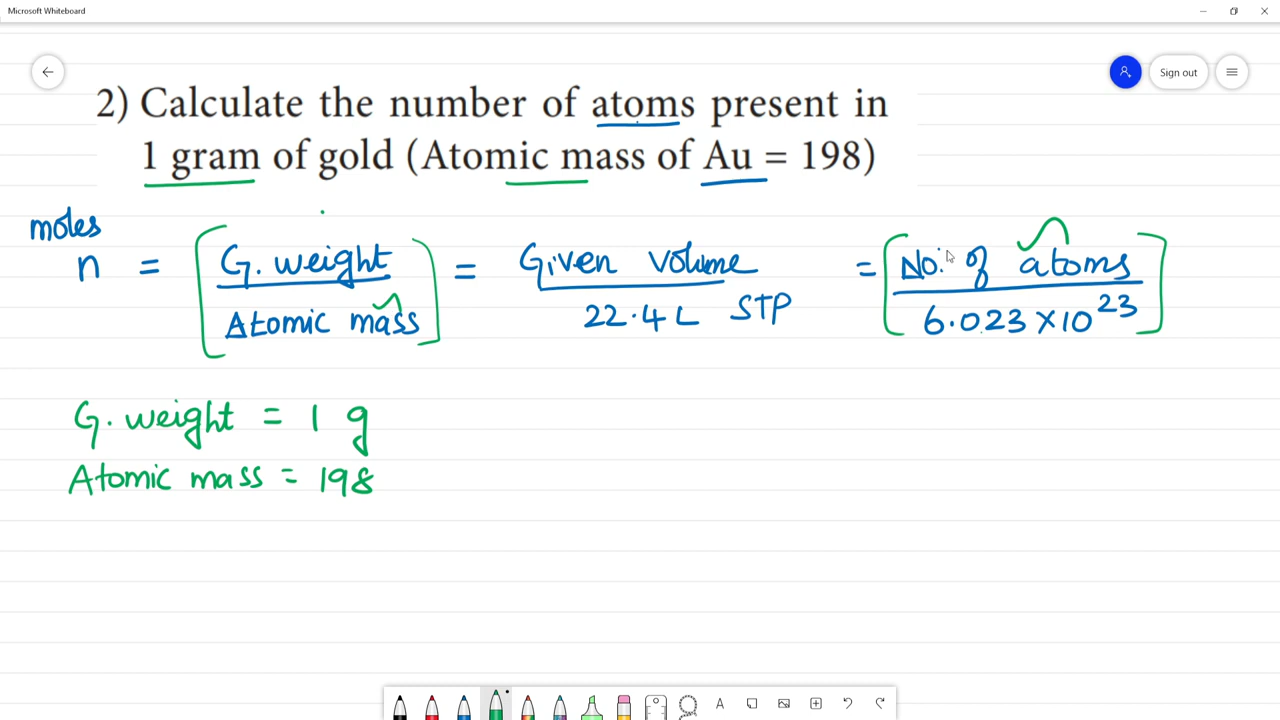 Microsoft Whiteboard
Sign out
2) Calculate the number of atoms present in
1 gram of gold (Atomic mass of Au = 198)
moles
n = [G. weight / Atomic mass] = Given volume / 22.4 L STP = [No. of atoms / 6.023 × 10^23]
G. weight = 1 g
Atomic mass = 198
A